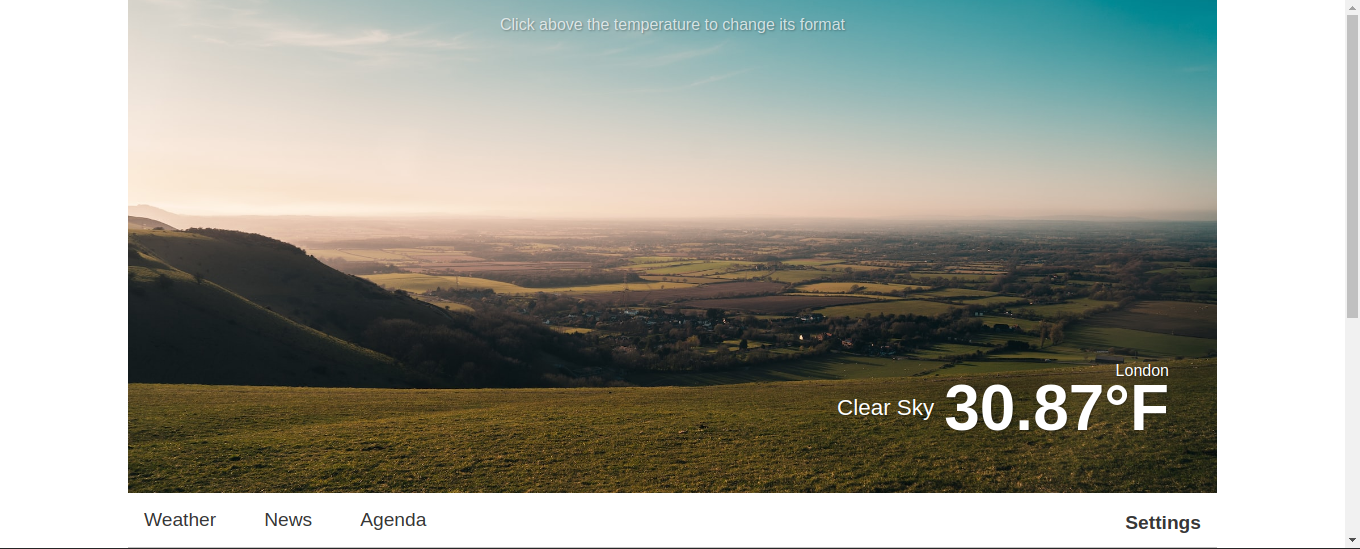 Click above the temperature to change its format
London
Clear Sky 30.87°F
Weather News Agenda Settings